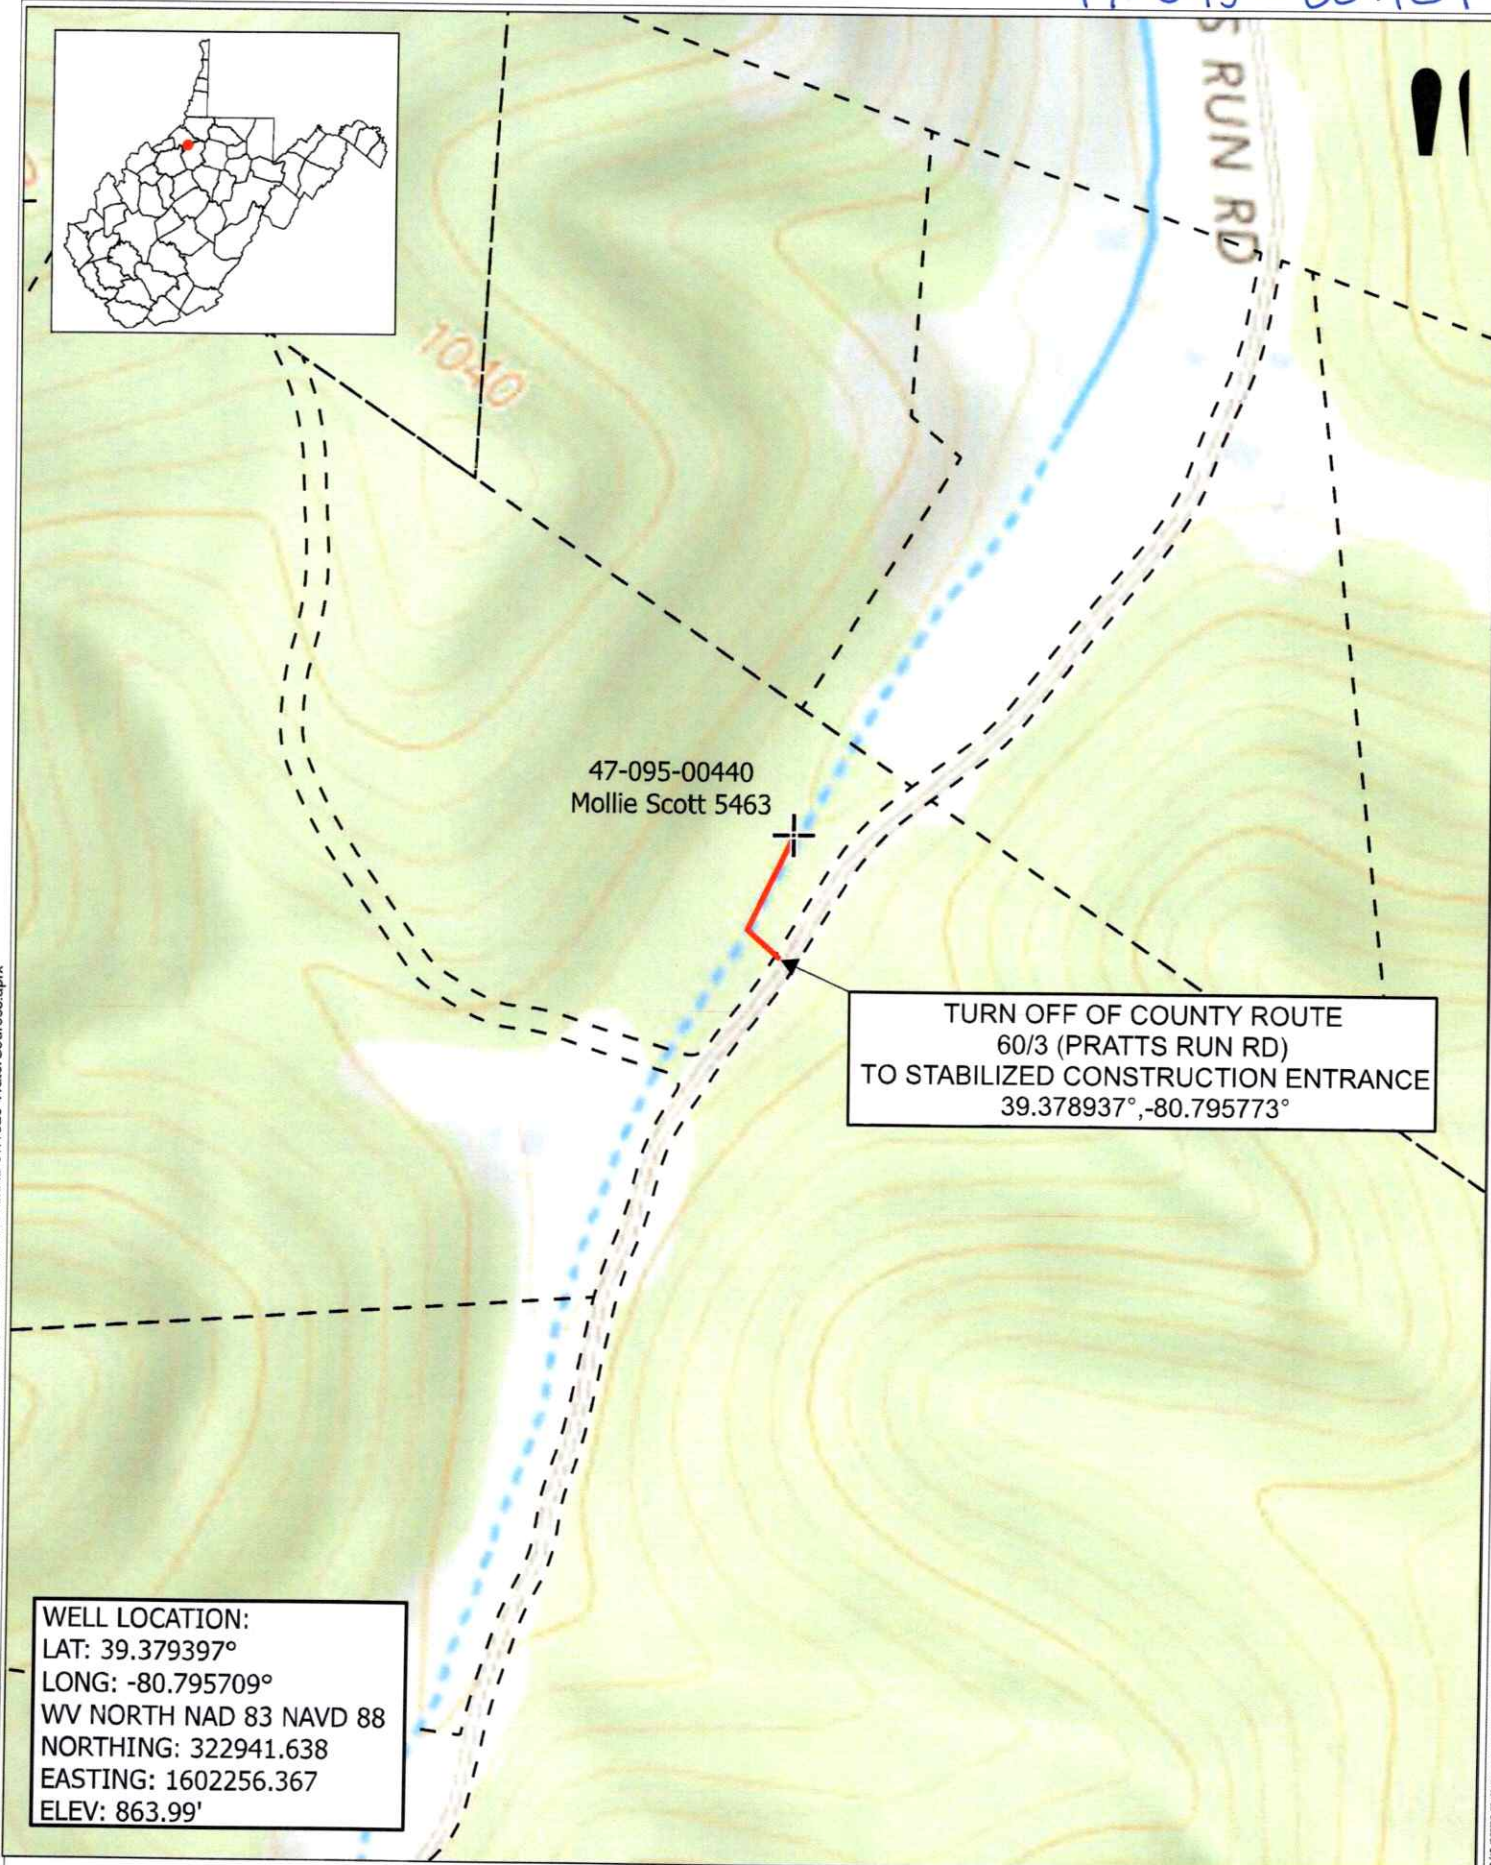 S RUN RD
1040
47-095-00440
Mollie Scott 5463
TURN OFF OF COUNTY ROUTE
60/3 (PRATTS RUN RD)
TO STABILIZED CONSTRUCTION ENTRANCE
39.378937°,-80.795773°
WELL LOCATION:
LAT: 39.379397°
LONG: -80.795709°
WV NORTH NAD 83 NAVD 88
NORTHING: 322941.638
EASTING: 1602256.367
ELEV: 863.99'